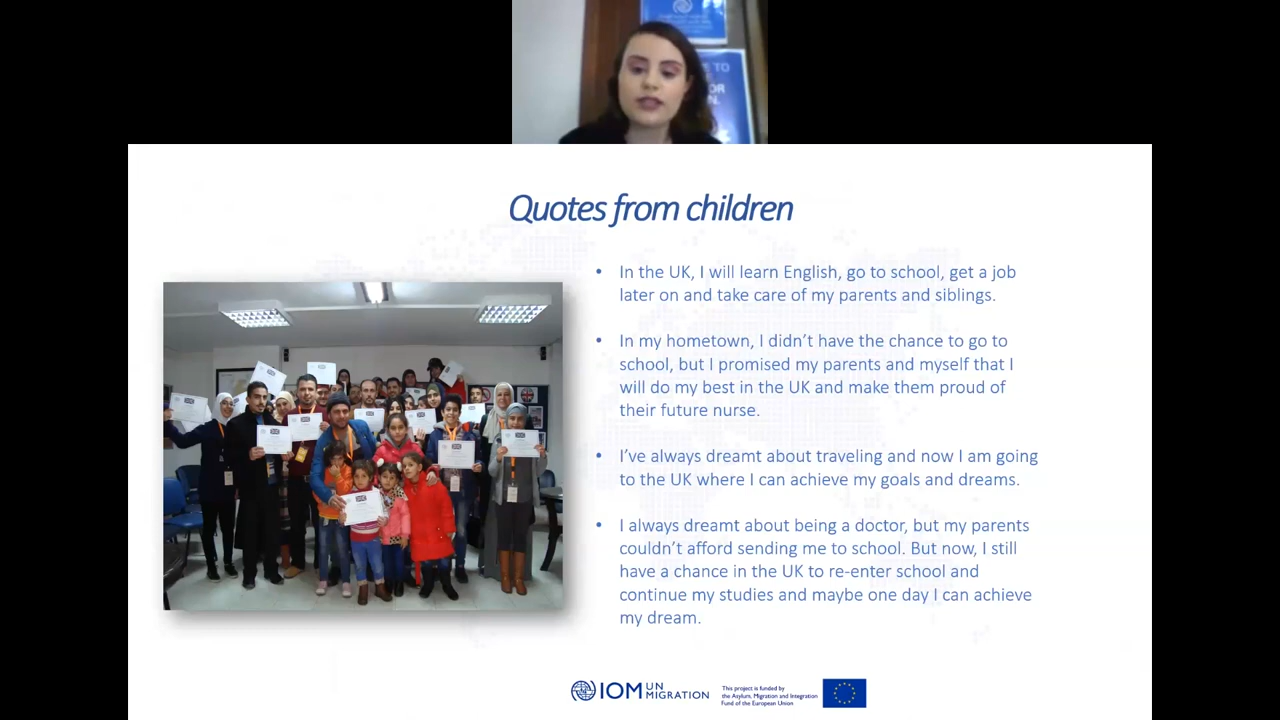 Quotes from children
• In the UK, I will learn English, go to school, get a job
later on and take care of my parents and siblings.
• In my hometown, I didn’t have the chance to go to
school, but I promised my parents and myself that I
will do my best in the UK and make them proud of
their future nurse.
• I’ve always dreamt about traveling and now I am going
to the UK where I can achieve my goals and dreams.
• I always dreamt about being a doctor, but my parents
couldn’t afford sending me to school. But now, I still
have a chance in the UK to re-enter school and
continue my studies and maybe one day I can achieve
my dream.
IOM UN
MIGRATION
This project is funded by
the Asylum, Migration and Integration
Fund of the European Union